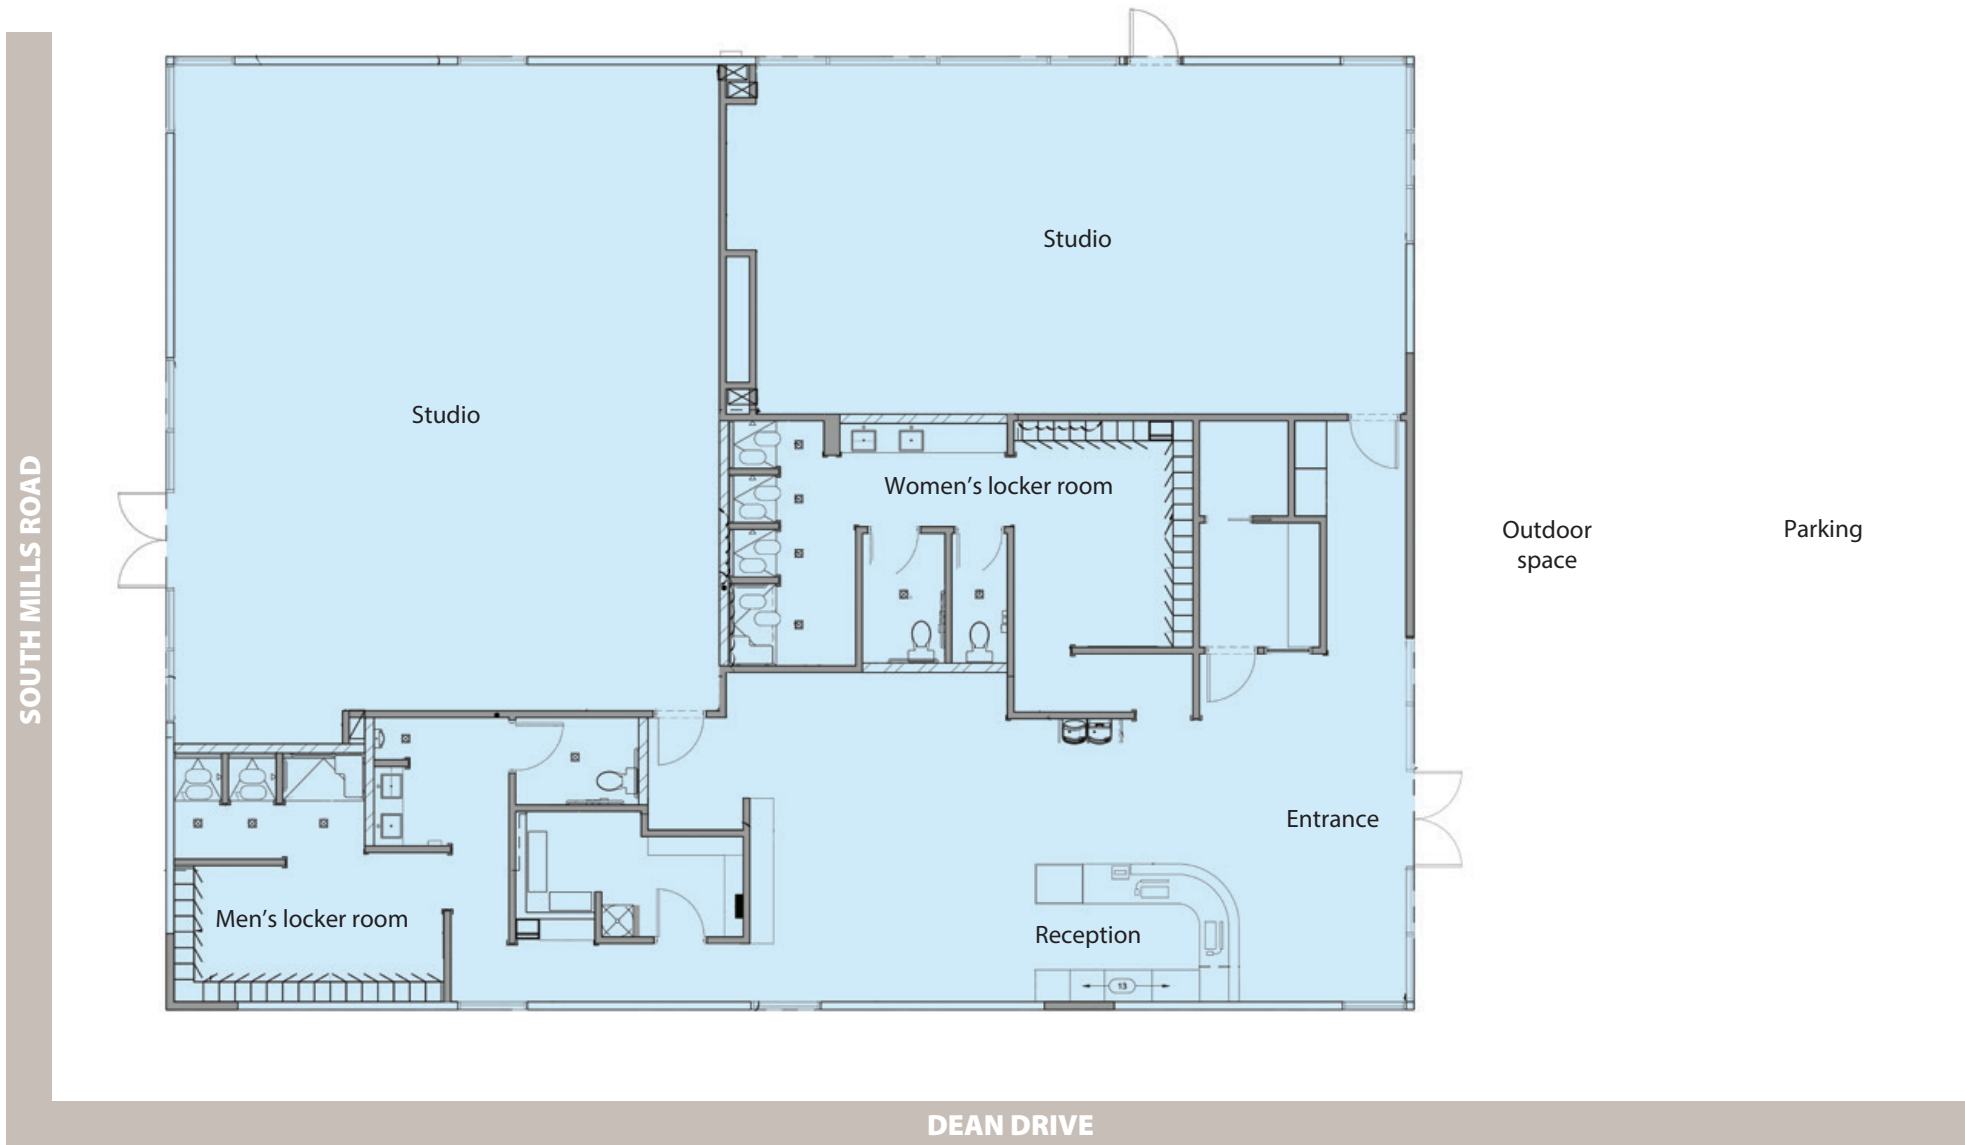 Studio
Studio
Women's locker room
Outdoor
space
Parking
SOUTH MILLS ROAD
Entrance
Men's locker room
Reception
13
DEAN DRIVE